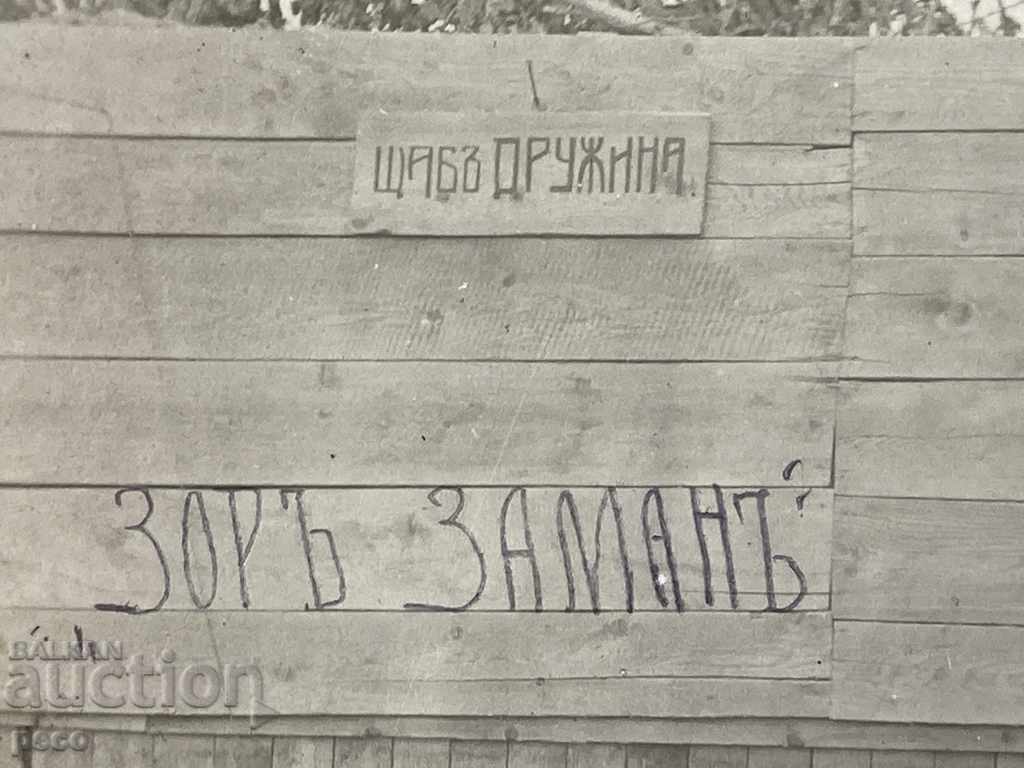 ЩАБЪ ДРУЖИНА.
ЗОРЪ ЗАМАНЪ?
BALKAN
auction
peco